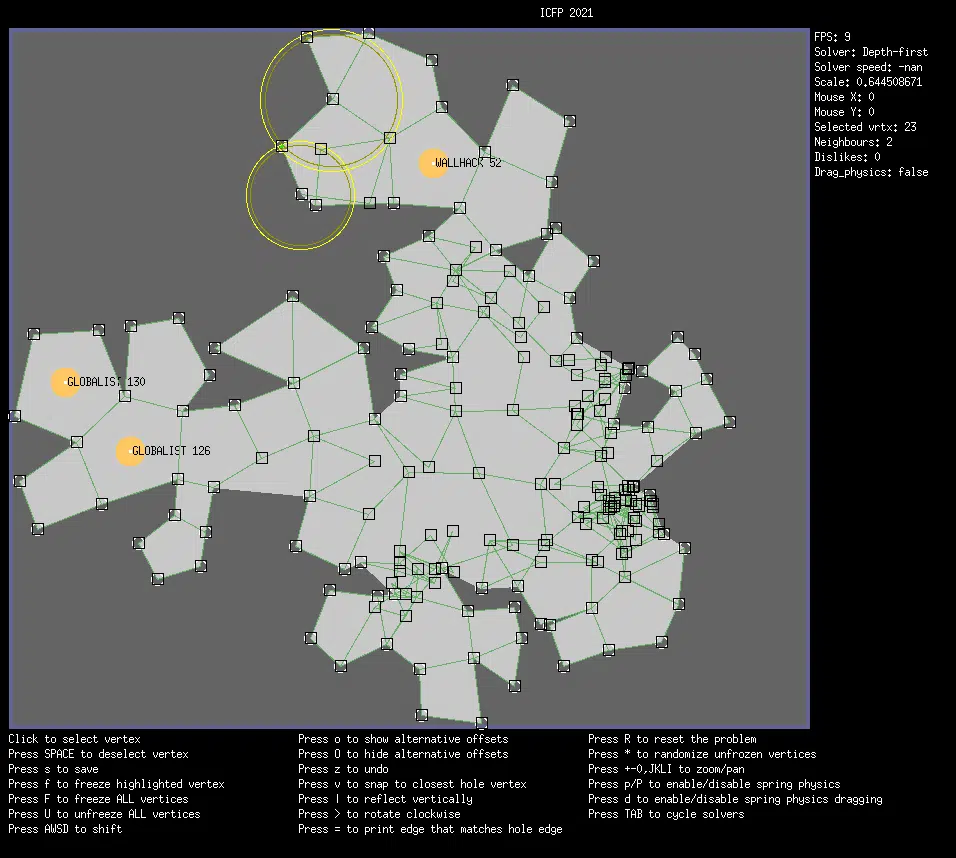 ICFP 2021
FPS: 9
Solver: Depth-first
Solver speed: -nan
Scale: 0.644508671
Mouse X: 0
Mouse Y: 0
Selected vrtx: 23
Neighbours: 2
Dislikes: 0
Drag_physics: false
WALLHACK 52
GLOBALIST 130
GLOBALIST 126
Click to select vertex
Press SPACE to deselect vertex
Press s to save
Press f to freeze highlighted vertex
Press F to freeze ALL vertices
Press U to unfreeze ALL vertices
Press AWSD to shift
Press o to show alternative offsets
Press O to hide alternative offsets
Press z to undo
Press v to snap to closest hole vertex
Press | to reflect vertically
Press > to rotate clockwise
Press = to print edge that matches hole edge
Press R to reset the problem
Press * to randomize unfrozen vertices
Press +-0,JKLI to zoom/pan
Press p/P to enable/disable spring physics
Press d to enable/disable spring physics dragging
Press TAB to cycle solvers